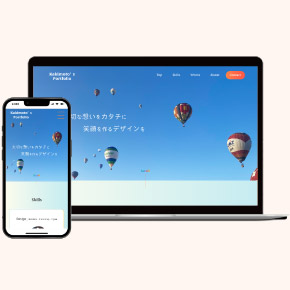 Kakimoto's
Portfolio
Top
Skills
Works
About
Contact
切な想いをカタチに
笑顔を作るデザインを
Kakimoto's
Portfolio
大切な想いをカタチに
笑顔を作るデザインを
Skills
Design